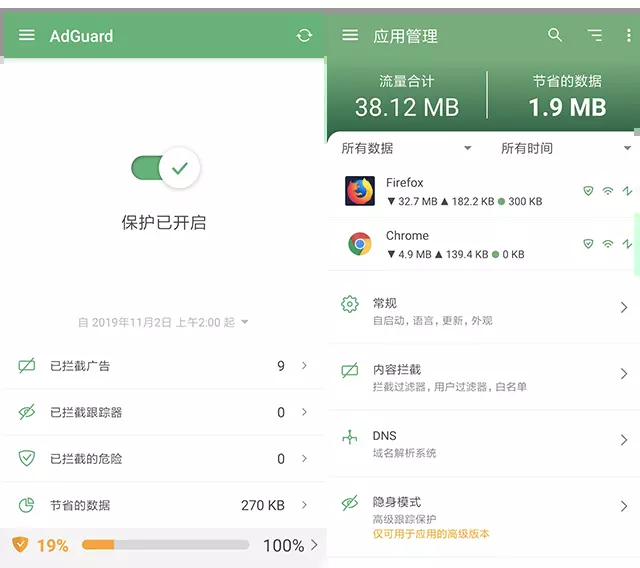 AdGuard
保护已开启
自 2019年11月2日 上午2:00 起
已拦截广告 9
已拦截跟踪器 0
已拦截的危险 0
节省的数据 270 KB
19% 100%
应用管理
流量合计 节省的数据
38.12 MB 1.9 MB
所有数据 所有时间
Firefox
▼ 32.7 MB ▲ 182.2 KB ● 300 KB
Chrome
▼ 4.9 MB ▲ 139.4 KB ● 0 KB
常规
自启动, 语言, 更新, 外观
内容拦截
拦截过滤器, 用户过滤器, 白名单
DNS
域名解析系统
隐身模式
高级跟踪保护
仅可用于应用的高级版本